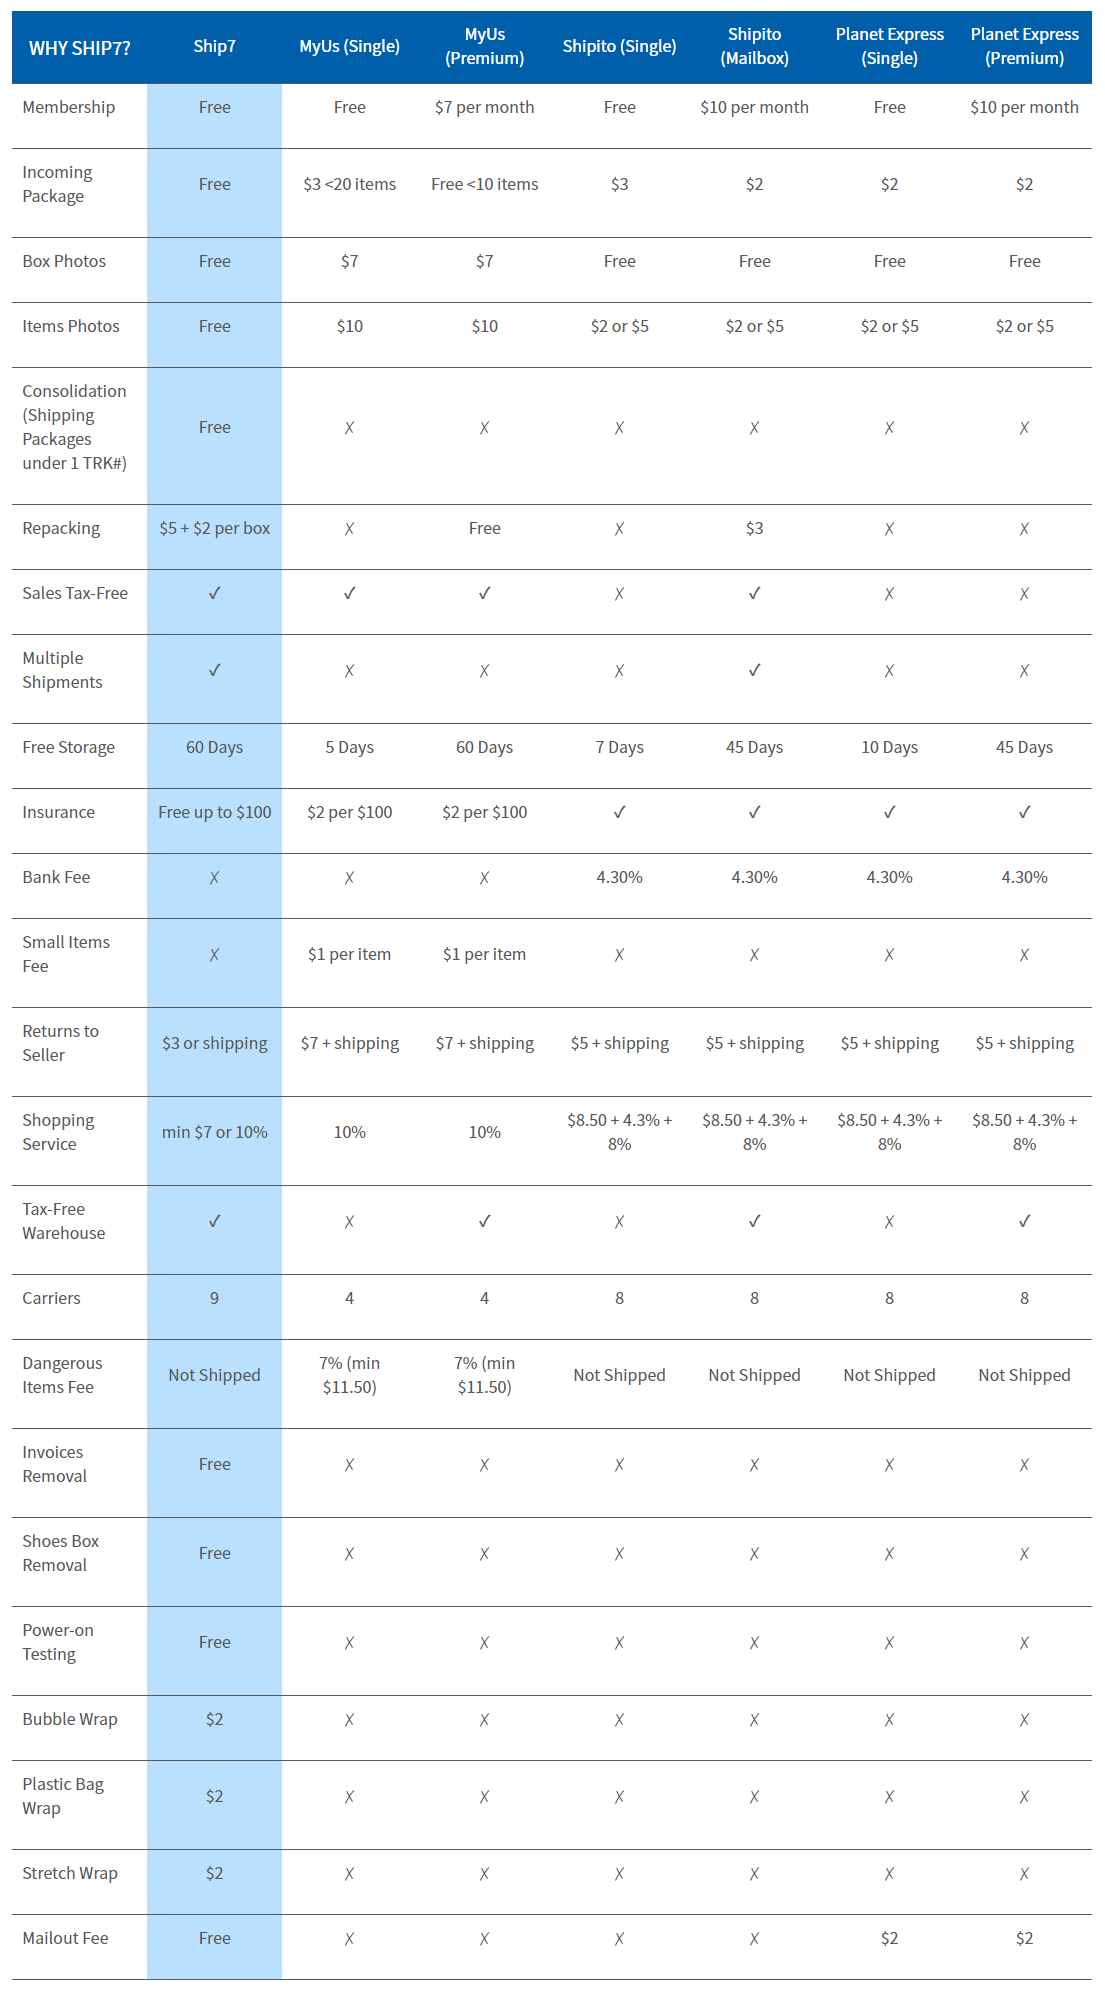 WHY SHIP7? Ship7 MyUs (Single) MyUs (Premium) Shipito (Single) Shipito (Mailbox) Planet Express (Single) Planet Express (Premium)
Membership Free Free $7 per month Free $10 per month Free $10 per month
Incoming Package Free $3 <20 items Free <10 items $3 $2 $2 $2
Box Photos Free $7 $7 Free Free Free Free
Items Photos Free $10 $10 $2 or $5 $2 or $5 $2 or $5 $2 or $5
Consolidation (Shipping Packages under 1 TRK#) Free ✗ ✗ ✗ ✗ ✗ ✗
Repacking $5 + $2 per box ✗ Free ✗ $3 ✗ ✗
Sales Tax-Free ✓ ✓ ✓ ✗ ✓ ✗ ✗
Multiple Shipments ✓ ✗ ✗ ✗ ✓ ✗ ✗
Free Storage 60 Days 5 Days 60 Days 7 Days 45 Days 10 Days 45 Days
Insurance Free up to $100 $2 per $100 $2 per $100 ✓ ✓ ✓ ✓
Bank Fee ✗ ✗ ✗ 4.30% 4.30% 4.30% 4.30%
Small Items Fee ✗ $1 per item $1 per item ✗ ✗ ✗ ✗
Returns to Seller $3 or shipping $7 + shipping $7 + shipping $5 + shipping $5 + shipping $5 + shipping $5 + shipping
Shopping Service min $7 or 10% 10% 10% $8.50 + 4.3% + 8% $8.50 + 4.3% + 8% $8.50 + 4.3% + 8% $8.50 + 4.3% + 8%
Tax-Free Warehouse ✓ ✗ ✓ ✗ ✓ ✗ ✓
Carriers 9 4 4 8 8 8 8
Dangerous Items Fee Not Shipped 7% (min $11.50) 7% (min $11.50) Not Shipped Not Shipped Not Shipped Not Shipped
Invoices Removal Free ✗ ✗ ✗ ✗ ✗ ✗
Shoes Box Removal Free ✗ ✗ ✗ ✗ ✗ ✗
Power-on Testing Free ✗ ✗ ✗ ✗ ✗ ✗
Bubble Wrap $2 ✗ ✗ ✗ ✗ ✗ ✗
Plastic Bag Wrap $2 ✗ ✗ ✗ ✗ ✗ ✗
Stretch Wrap $2 ✗ ✗ ✗ ✗ ✗ ✗
Mailout Fee Free ✗ ✗ ✗ ✗ $2 $2